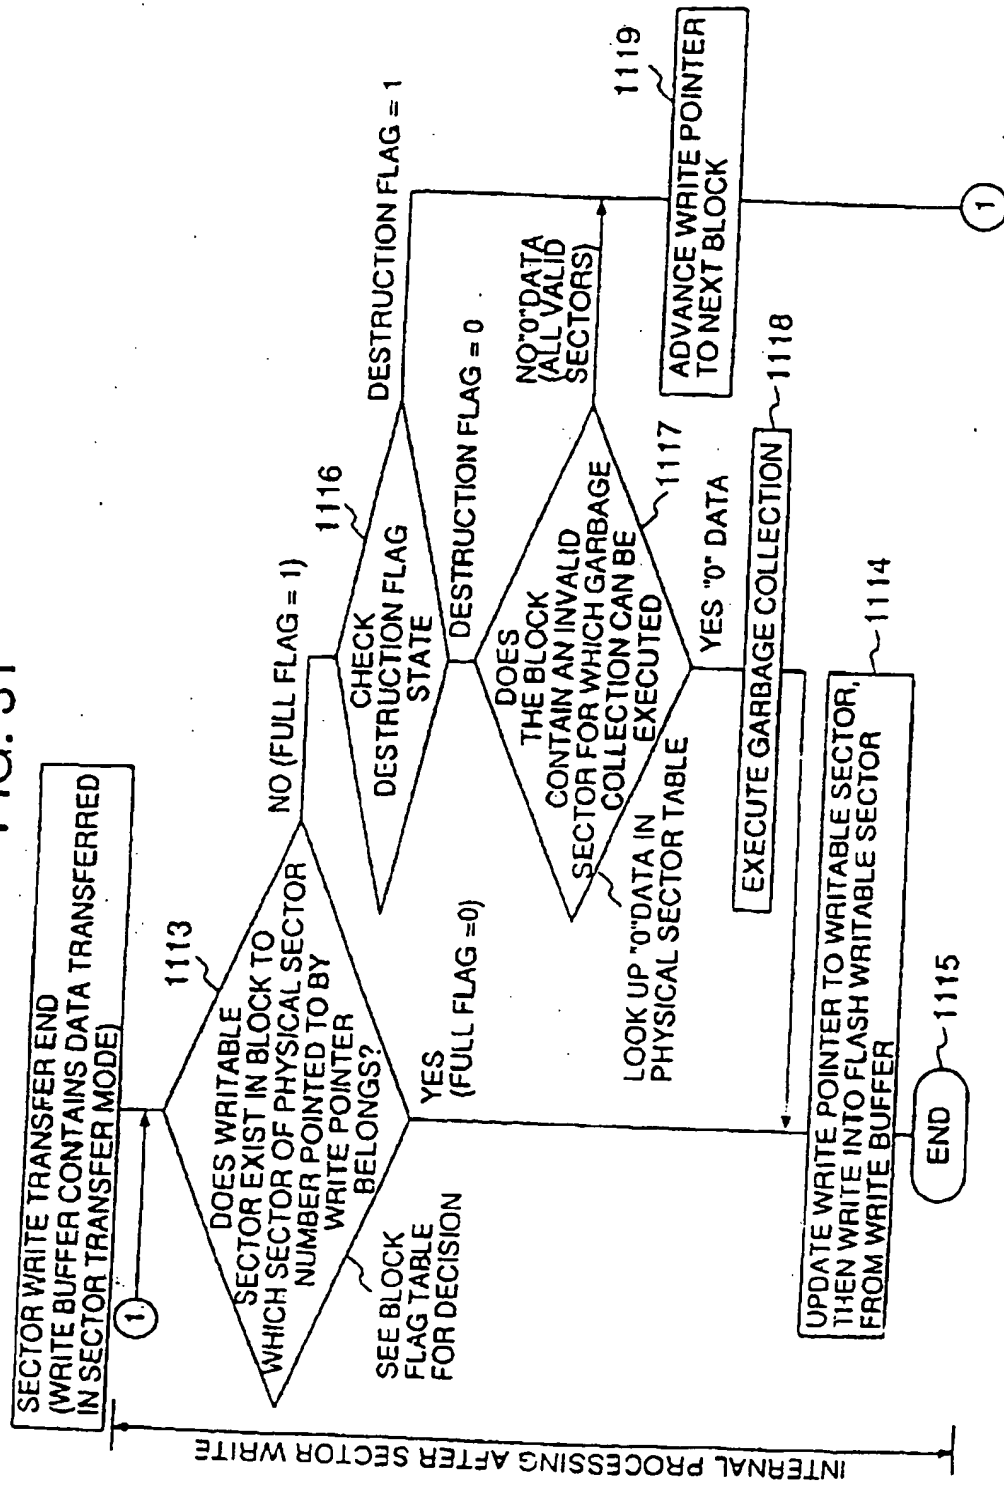 SECTOR WRITE TRANSFER END
(WRITE BUFFER CONTAINS DATA TRANSFERRED
IN SECTOR TRANSFER MODE)
1
1113
DOES WRITABLE
SECTOR EXIST IN BLOCK TO
WHICH SECTOR OF PHYSICAL SECTOR
NUMBER POINTED TO BY
WRITE POINTER
BELONGS?
NO (FULL FLAG = 1)
SEE BLOCK
FLAG TABLE
FOR DECISION
YES
(FULL FLAG =0)
1116
CHECK
DESTRUCTION FLAG
STATE
DESTRUCTION FLAG = 1
DESTRUCTION FLAG = 0
DOES
THE BLOCK
CONTAIN AN INVALID
SECTOR FOR WHICH GARBAGE
COLLECTION CAN BE
EXECUTED
1117
NO"0"DATA
(ALL VALID
SECTORS)
LOOK UP "0"DATA IN
PHYSICAL SECTOR TABLE
YES "0" DATA
1119
ADVANCE WRITE POINTER
TO NEXT BLOCK
1
EXECUTE GARBAGE COLLECTION
1118
UPDATE WRITE POINTER TO WRITABLE SECTOR,
THEN WRITE INTO FLASH WRITABLE SECTOR
FROM WRITE BUFFER
1114
END
1115
INTERNAL PROCESSING AFTER SECTOR WRITE